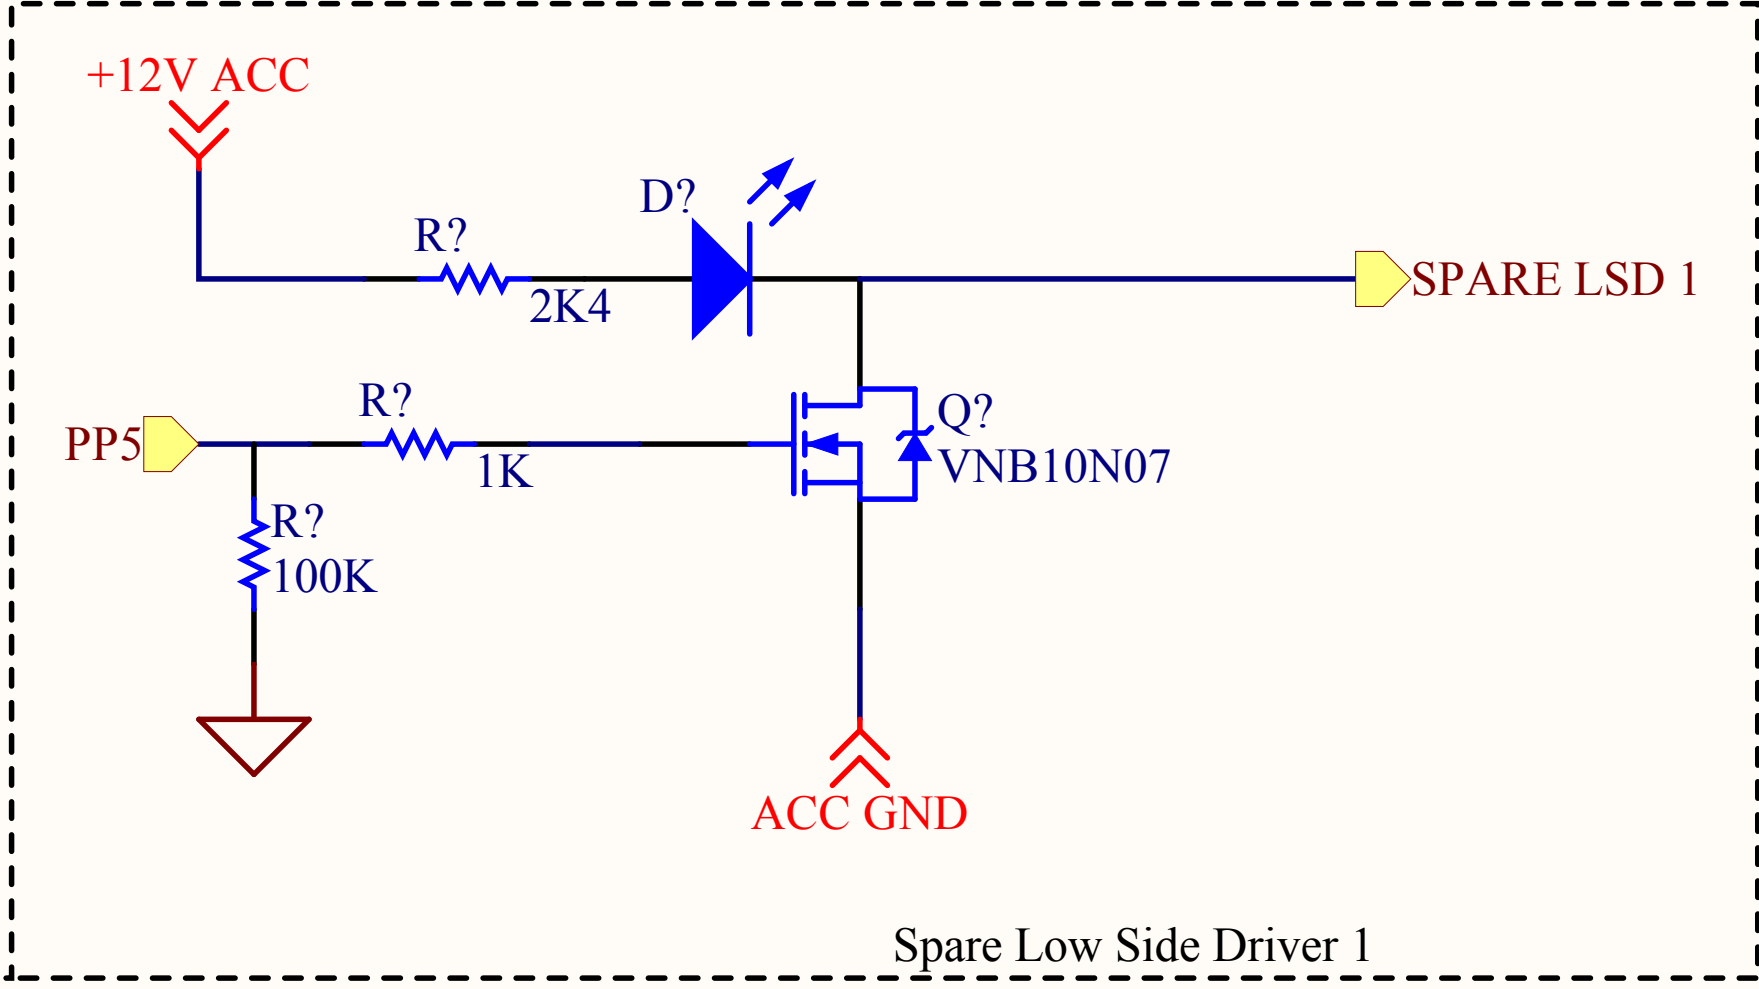 +12V ACC
D?
R?
2K4
SPARE LSD 1
R?
PP5
1K
Q?
VNB10N07
R?
100K
ACC GND
Spare Low Side Driver 1